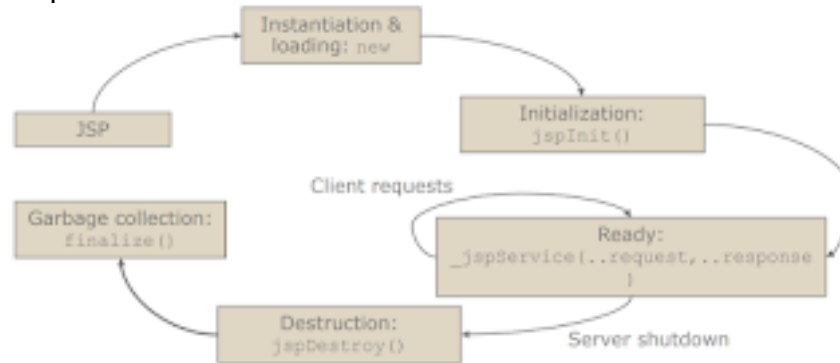 Instantiation &
loading: new
JSP
Initialization:
jspInit()
Client requests
Garbage collection:
finalize()
Ready:
_jspService(..request,..response
)
Destruction:
jspDestroy()
Server shutdown